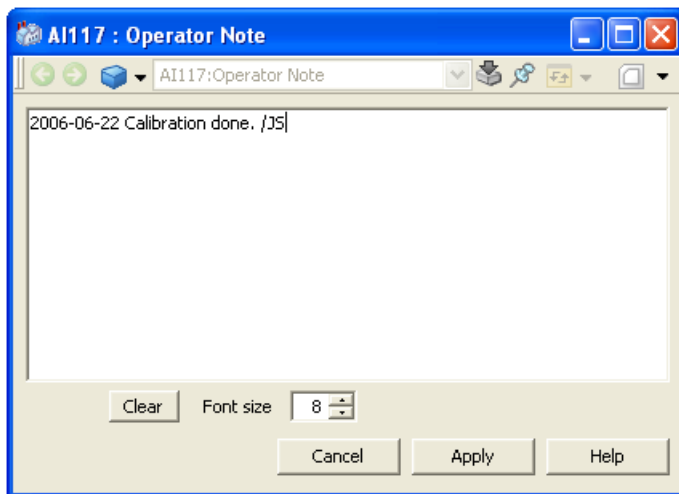 AI117 : Operator Note
AI117:Operator Note
2006-06-22 Calibration done. /JS
Clear Font size 8
Cancel Apply Help